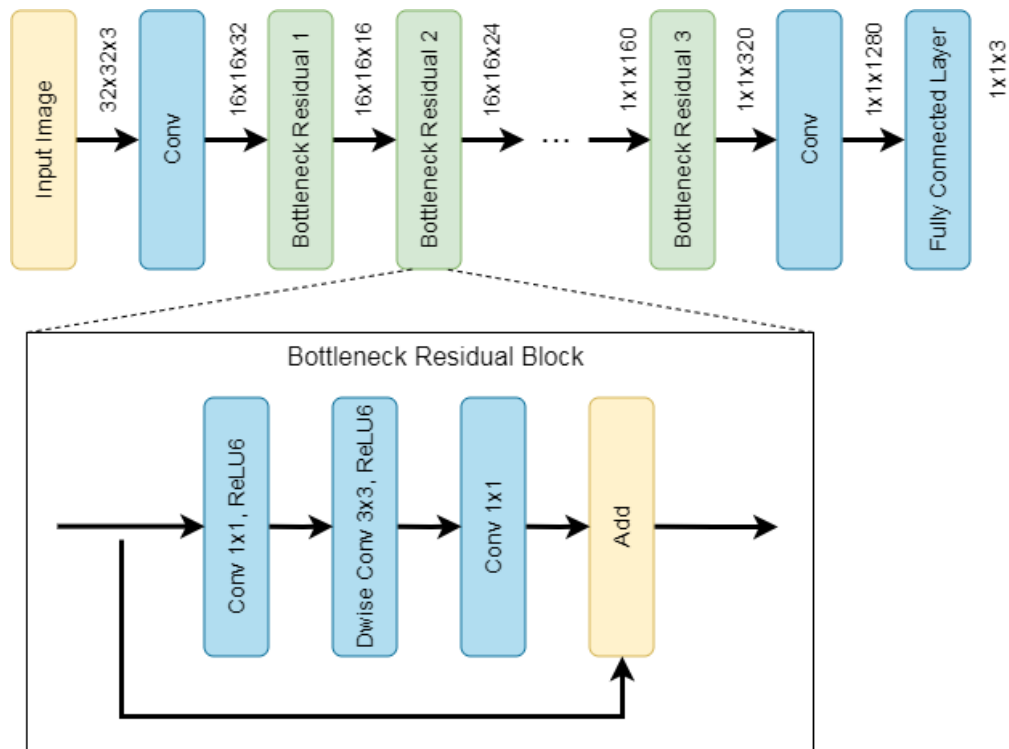 Input Image
32x32x3
Conv
16x16x32
Bottleneck Residual 1
16x16x16
Bottleneck Residual 2
16x16x24
...
1x1x160
Bottleneck Residual 3
1x1x320
Conv
1x1x1280
Fully Connected Layer
1x1x3
Bottleneck Residual Block
Conv 1x1, ReLU6
Dwise Conv 3x3, ReLU6
Conv 1x1
Add